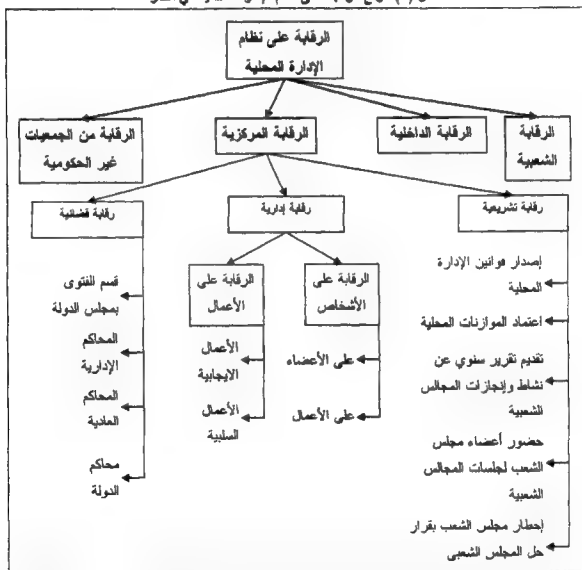 الرقابة على نظام
الإدارة المحلية
الرقابة
الشعبية
الرقابة الداخلية
الرقابة المركزية
الرقابة من الجمعيات
غير الحكومية
رقابة تشريعية
رقابة إدارية
رقابة قضائية
إصدار قوانين الإدارة
المحلية
اعتماد الموازنات المحلية
تقديم تقرير سنوي عن
نشاط وإنجازات المجالس
الشعبية
حضور أعضاء مجلس
الشعب لجلسات المجالس
الشعبية
إخطار مجلس الشعب بقرار
حل المجلس الشعبى
الرقابة على
الأشخاص
على الأعضاء
على الأعمال
الرقابة على
الأعمال
الأعمال
الايجابية
الأعمال
السلبية
قسم الفتوى
بمجلس الدولة
المحاكم
الإدارية
المحاكم
العادية
محاكم
الدولة